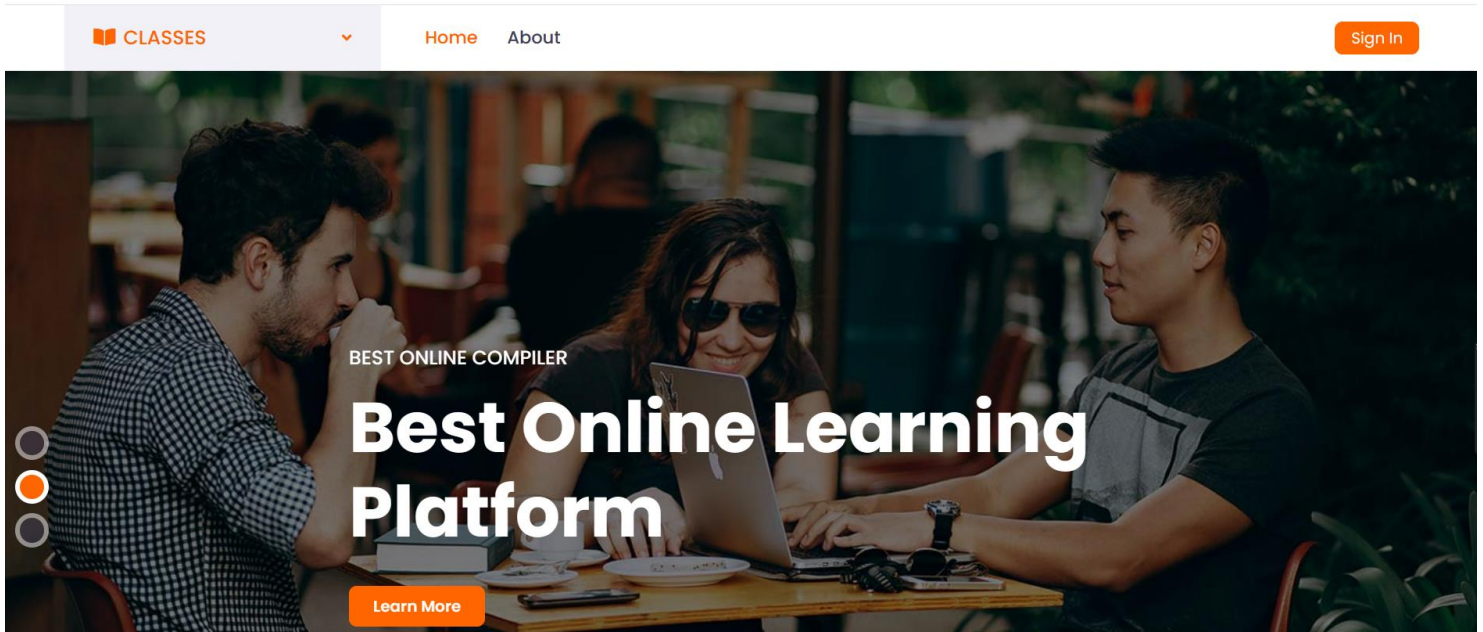 CLASSES
Home
About
Sign In
BEST ONLINE COMPILER
Best Online Learning
Platform
Learn More